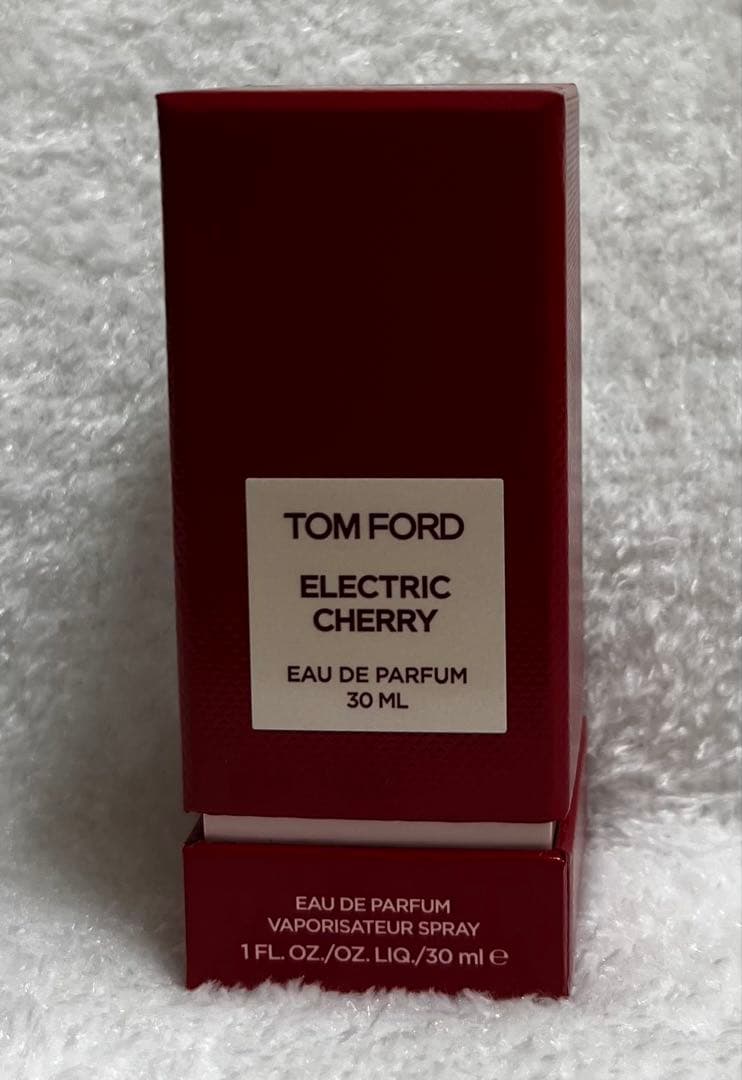 TOM FORD
ELECTRIC
CHERRY
EAU DE PARFUM
30 ML
EAU DE PARFUM
VAPORISATEUR SPRAY
1 FL. OZ./OZ. LIQ./30 ml ℮